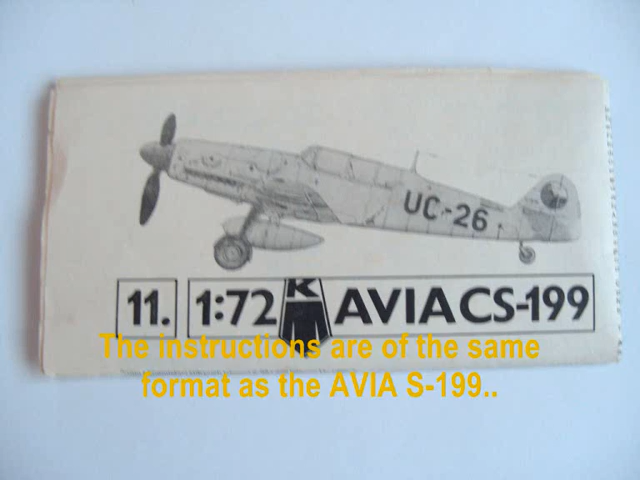 UC-26
11. 1:72 K AVIA CS-199
The instructions are of the same
format as the AVIA S-199..